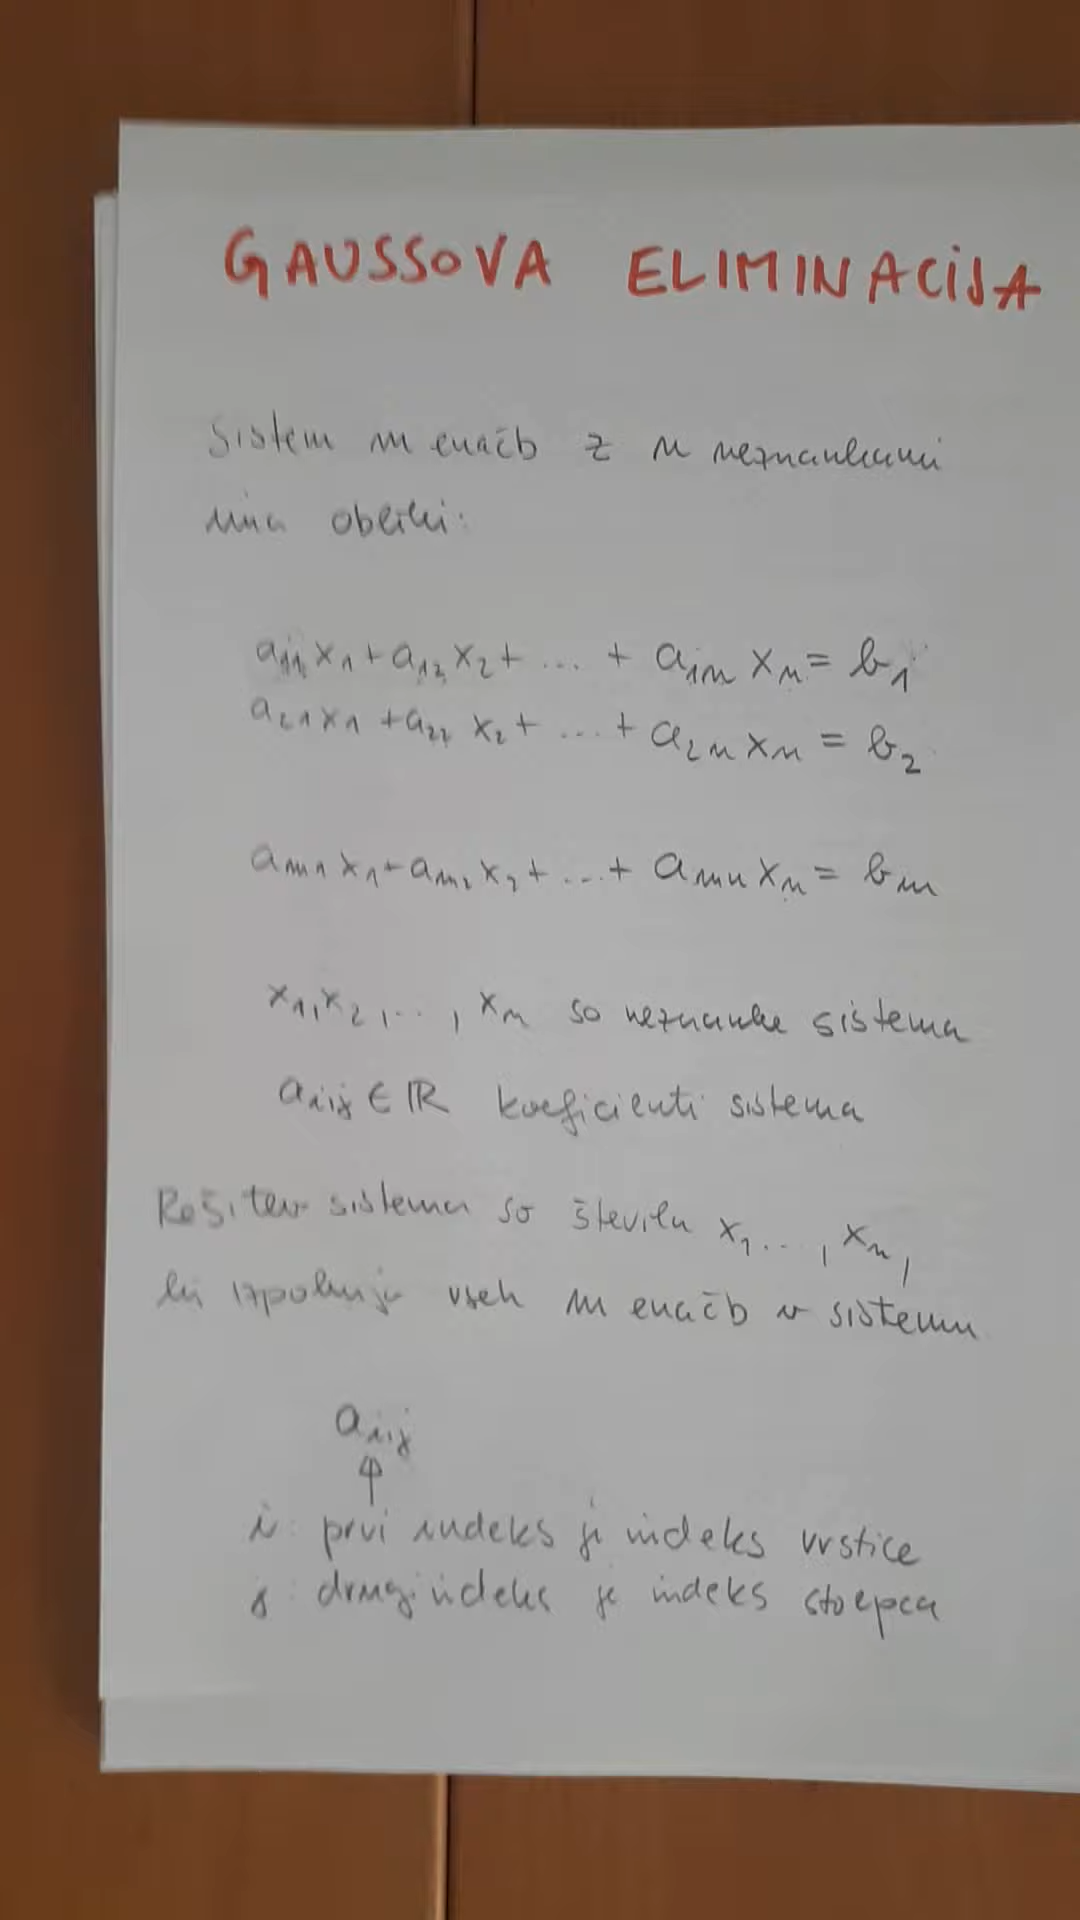 GAUSSOVA ELIMINACIJA
Sistem m enačb z n neznankami
ima obliki:
a₁₁x₁ + a₁₂x₂ + ... + a₁ₙxₙ = b₁
a₂₁x₁ + a₂₂x₂ + ... + a₂ₙxₙ = b₂
aₘ₁x₁ + aₘ₂x₂ + ... + aₘₙxₙ = bₘ
x₁, x₂, ..., xₙ so neznanke sistema
aᵢⱼ ∈ ℝ koeficienti sistema
Rešitev sistema so števila x₁ ..., xₙ,
ki izpolnijo vseh m enačb v sistemu
aᵢⱼ
↑
i: prvi indeks je indeks vrstice
j: drugi indeks je indeks stolpca